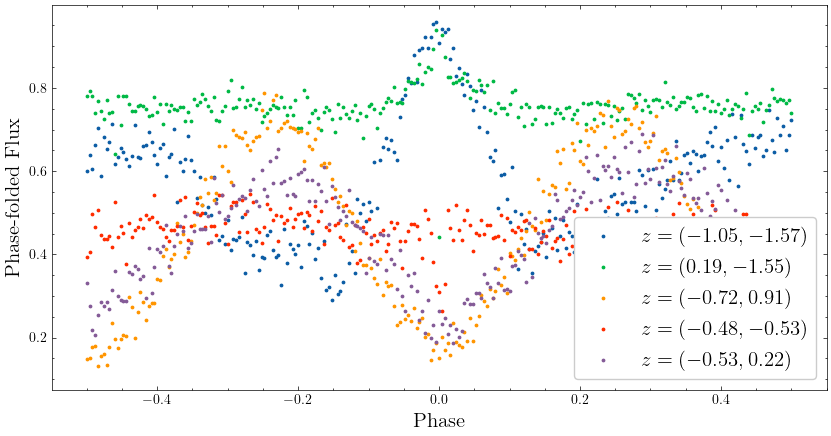 0.8
0.6
0.4
0.2
Phase-folded Flux
−0.4 −0.2 0.0 0.2 0.4
Phase
z = (−1.05, −1.57)
z = (0.19, −1.55)
z = (−0.72, 0.91)
z = (−0.48, −0.53)
z = (−0.53, 0.22)